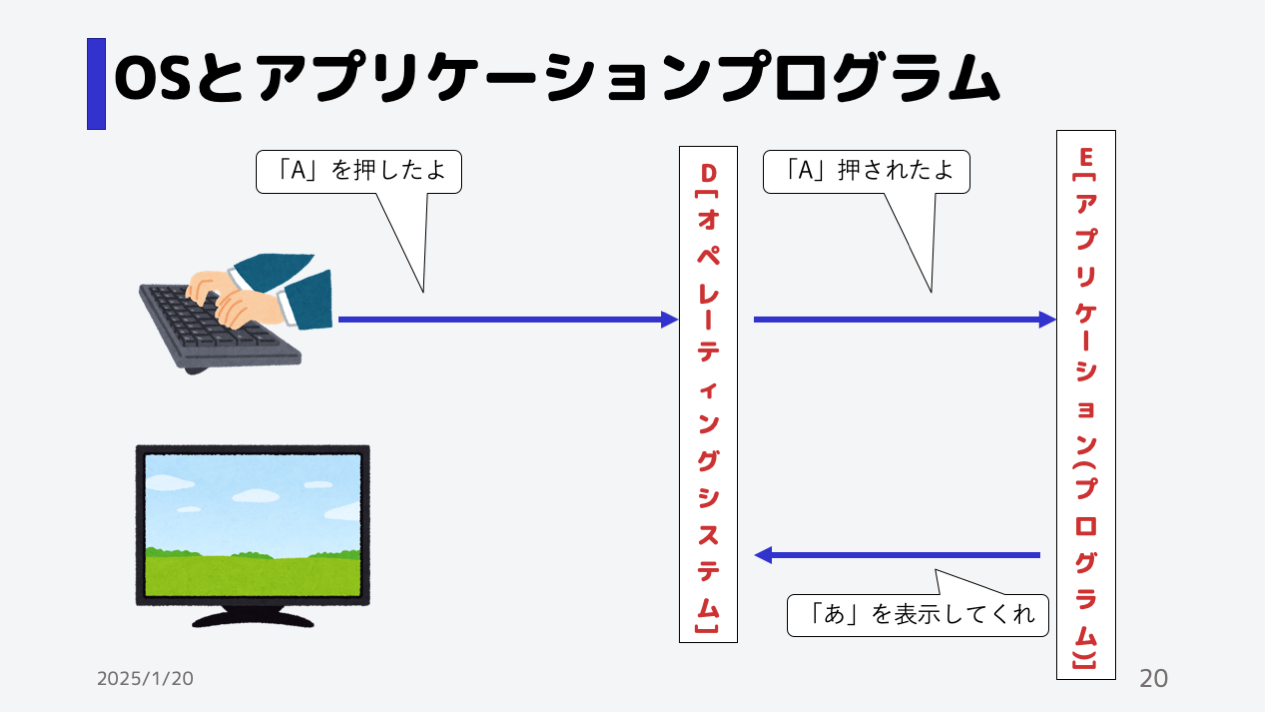 OSとアプリケーションプログラム
「A」を押したよ
D[オペレーティングシステム]
「A」押されたよ
E[アプリケーション(プログラム)]
「あ」を表示してくれ
2025/1/20
20